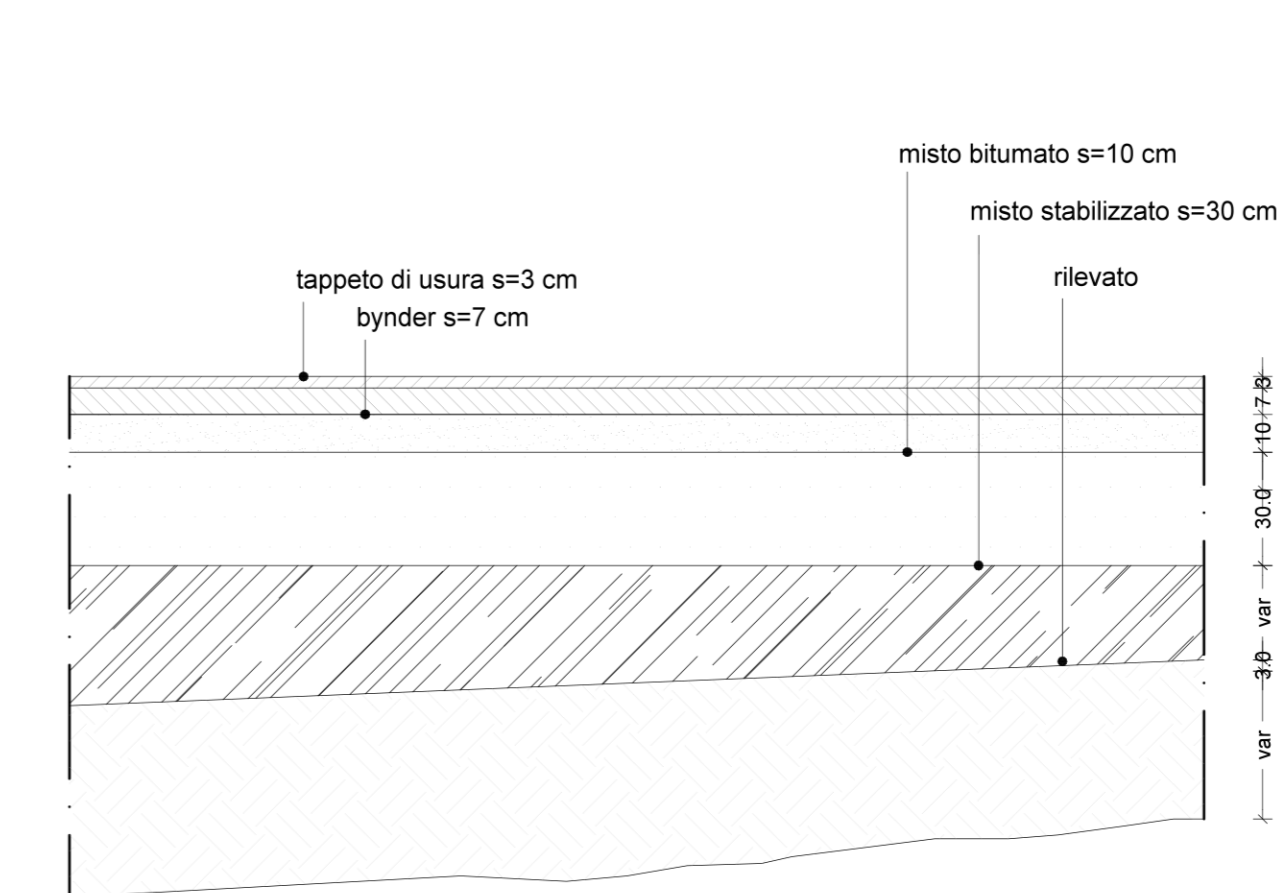 misto bitumato s=10 cm
misto stabilizzato s=30 cm
rilevato
tappeto di usura s=3 cm
bynder s=7 cm
3
7
10
30.0
var
3.0
var